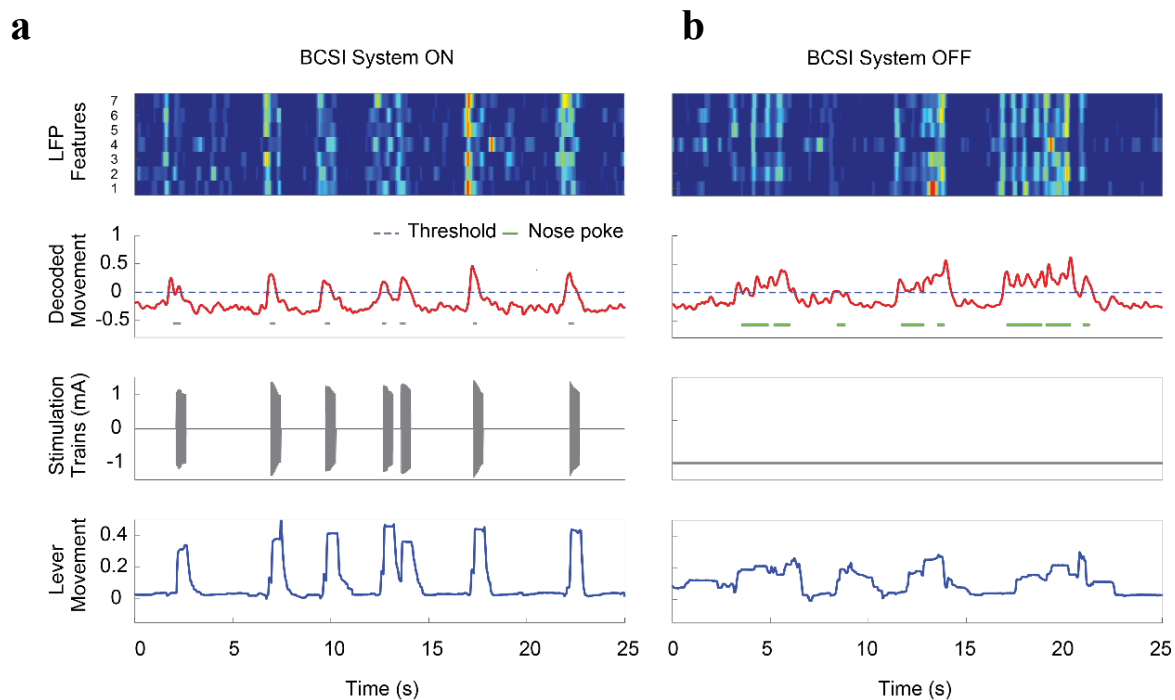 a
b
BCSI System ON
BCSI System OFF
LFP
Features
7
6
5
4
3
2
1
Threshold
Nose poke
Decoded
Movement
1
0.5
0
-0.5
Stimulation
Trains (mA)
1
0
-1
Lever
Movement
0.4
0.2
0
0
5
10
15
20
25
0
5
10
15
20
25
Time (s)
Time (s)